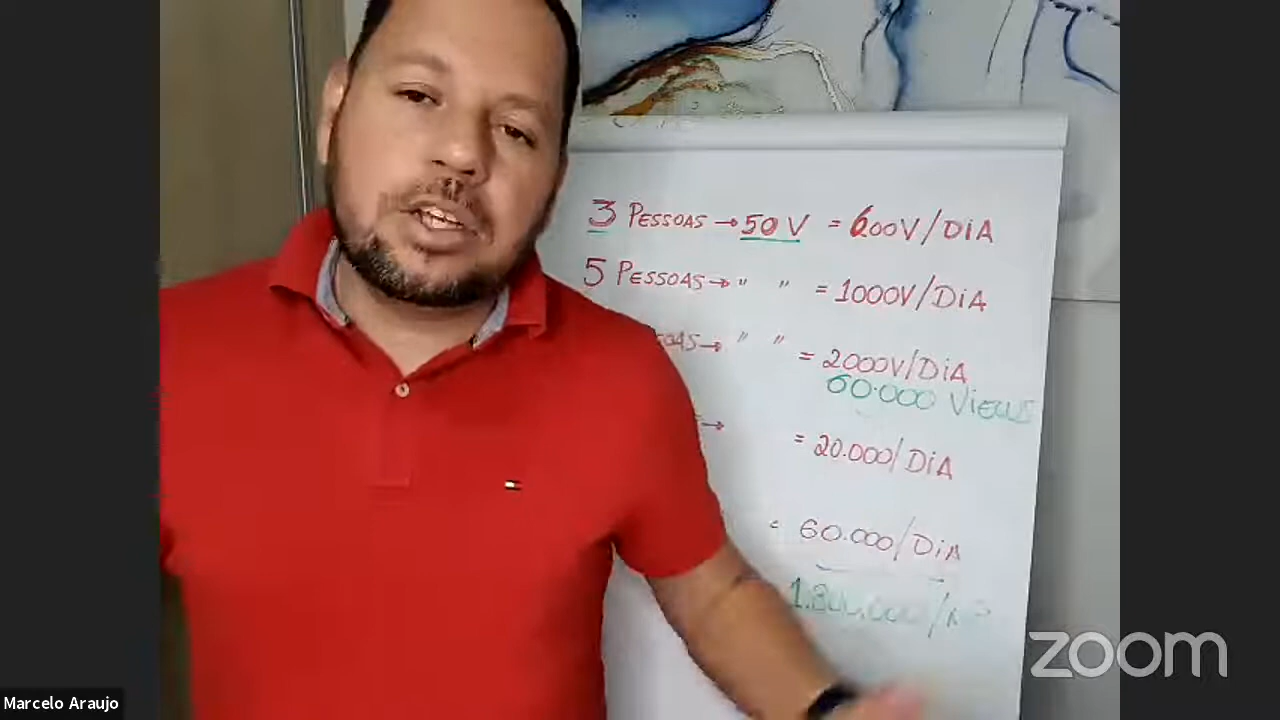 3 PESSOAS → 50 V = 600V/DiA
5 PESSOAS → " " = 1000V/DiA
SOAS → " " = 2000V/DiA
60.000 Views
→ = 20.000/DiA
= 60.000/DiA
zoom
Marcelo Araujo